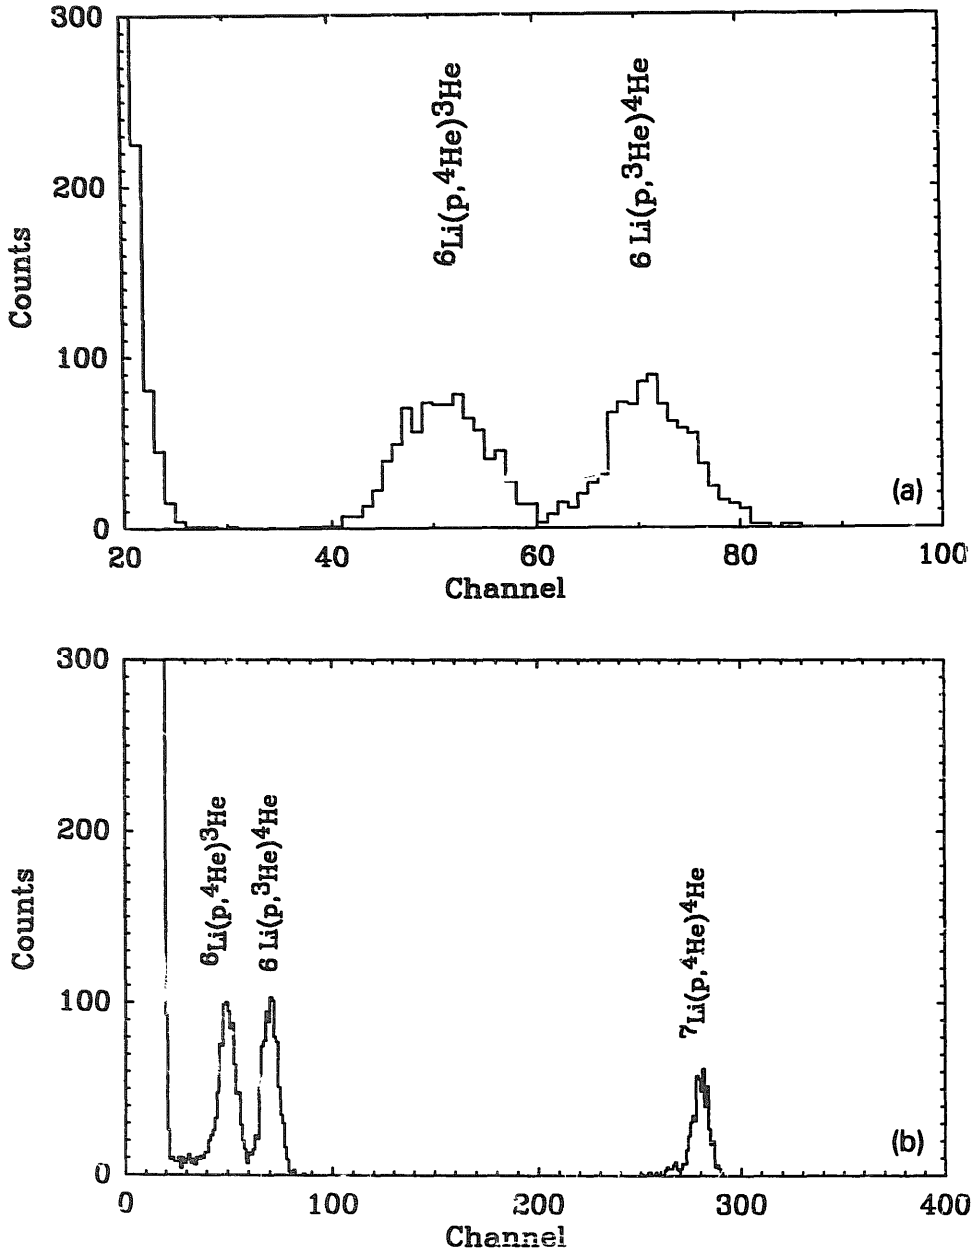 300
200
100
0
Counts
⁶Li(p,⁴He)³He
6 Li(p,³He)⁴He
(a)
20 40 60 80 100
Channel
300
200
100
0
Counts
⁶Li(p,⁴He)³He
6 Li(p,³He)⁴He
⁷Li(p,⁴He)⁴He
(b)
0 100 200 300 400
Channel